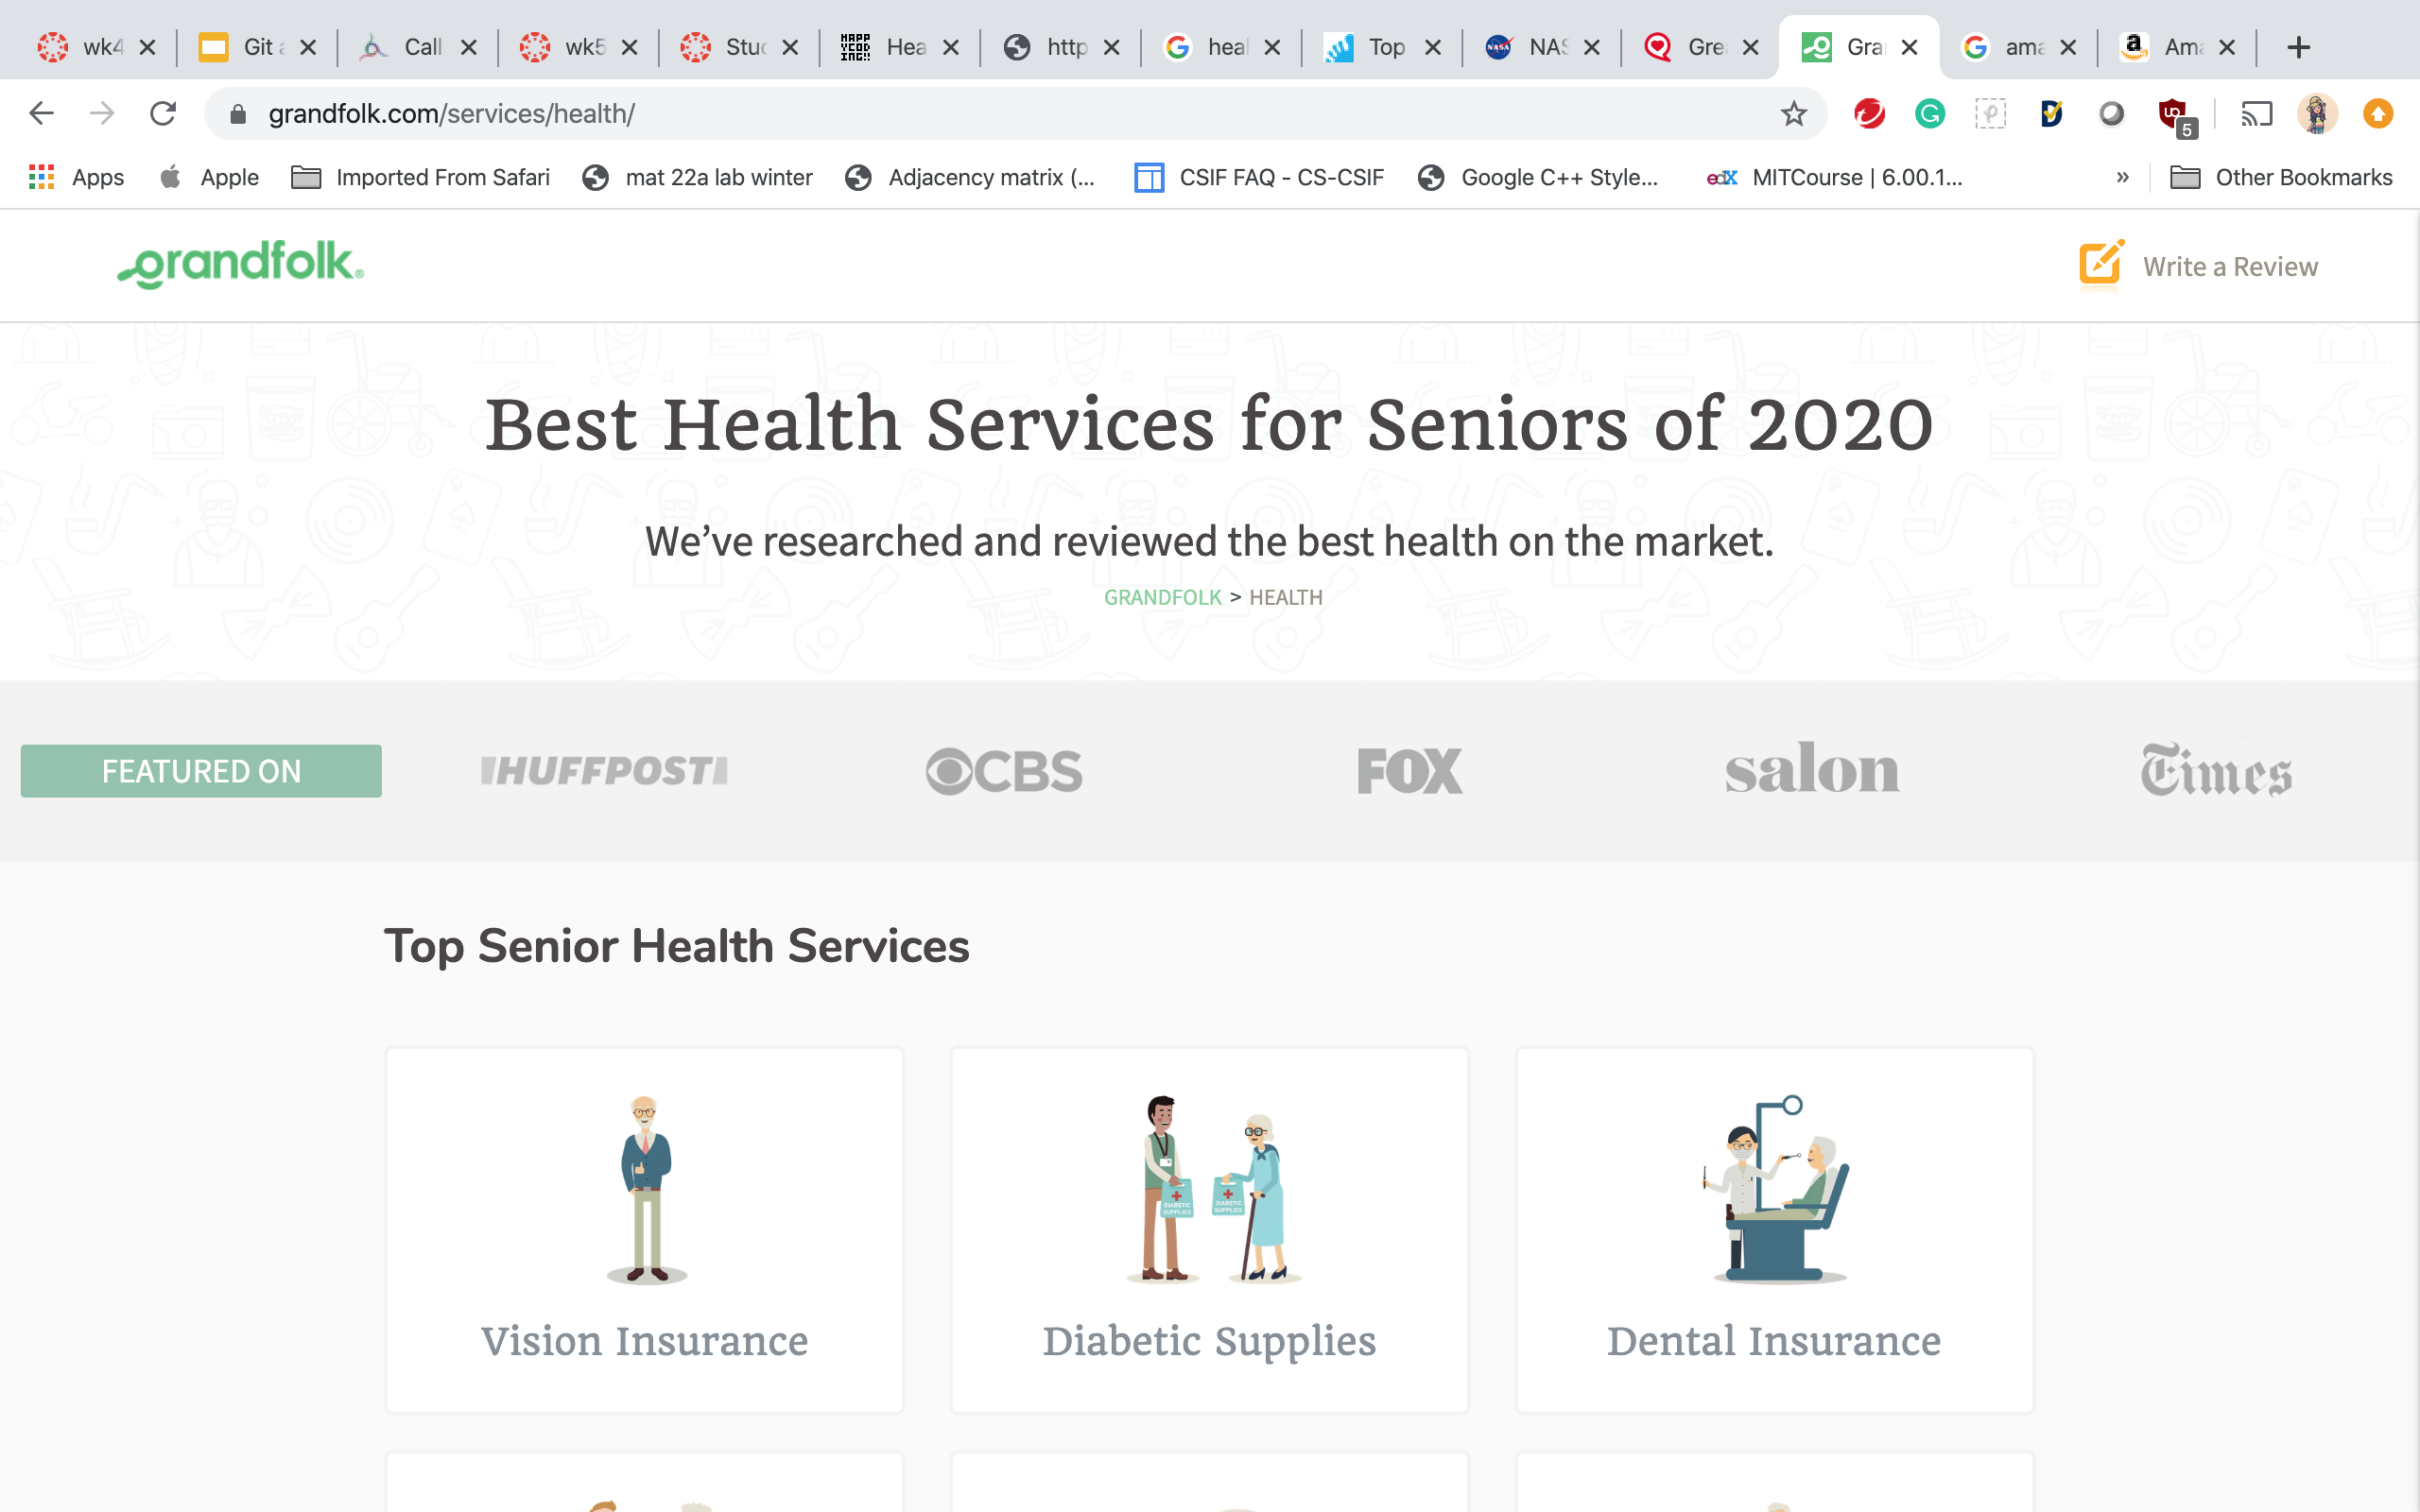 wk4
Git a
Call
wk5
Stud
Hea
http
heal
Top
NAS
Grea
Gra
ama
Ama
grandfolk.com/services/health/
5
Apps
Apple
Imported From Safari
mat 22a lab winter
Adjacency matrix (...
CSIF FAQ - CS-CSIF
Google C++ Style...
edX
MITCourse | 6.00.1...
»
Other Bookmarks
grandfolk®
Write a Review
Best Health Services for Seniors of 2020
We’ve researched and reviewed the best health on the market.
GRANDFOLK > HEALTH
FEATURED ON
HUFFPOST
CBS
FOX
salon
Times
Top Senior Health Services
DIABETIC
SUPPLIES
DIABETIC
SUPPLIES
Vision Insurance
Diabetic Supplies
Dental Insurance